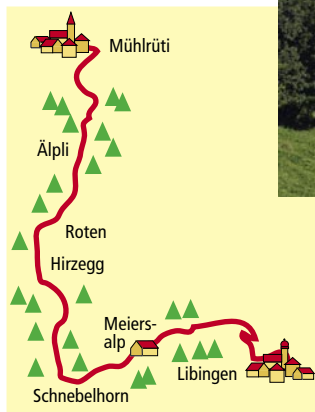 Mühlrüti
Älpli
Roten
Hirzegg
Meiers-
alp
Libingen
Schnebelhorn